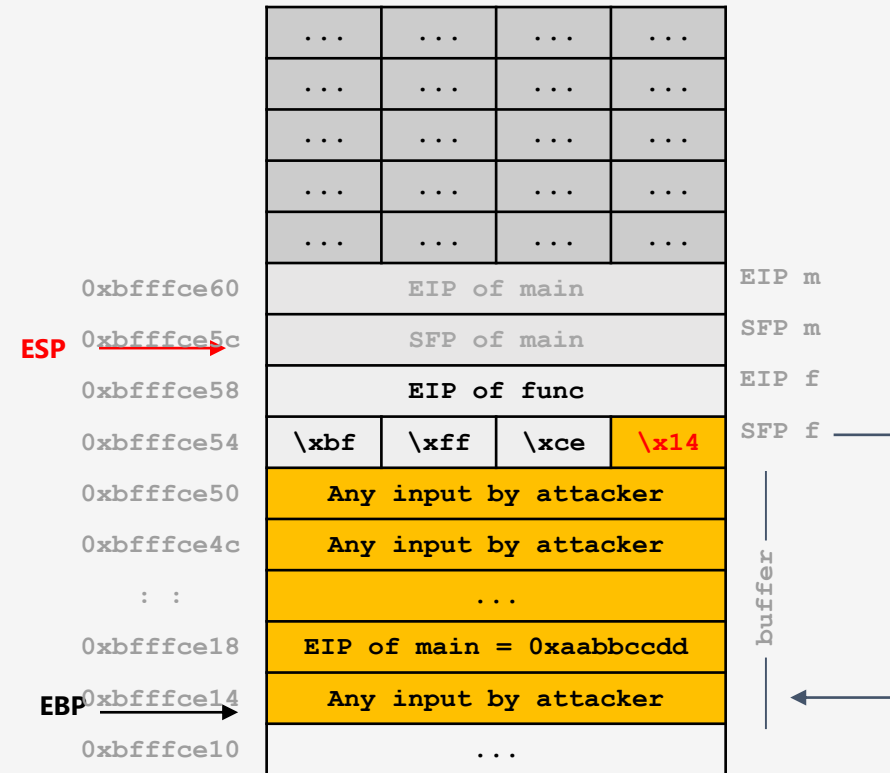 ... ... ... ...
... ... ... ...
... ... ... ...
... ... ... ...
... ... ... ...
0xbfffce60 EIP of main EIP m
ESP 0xbfffce5c SFP of main SFP m
0xbfffce58 EIP of func EIP f
0xbfffce54 \xbf \xff \xce \x14 SFP f
0xbfffce50 Any input by attacker
0xbfffce4c Any input by attacker
: : ...
buffer
0xbfffce18 EIP of main = 0xaabbccdd
EBP 0xbfffce14 Any input by attacker
0xbfffce10 ...